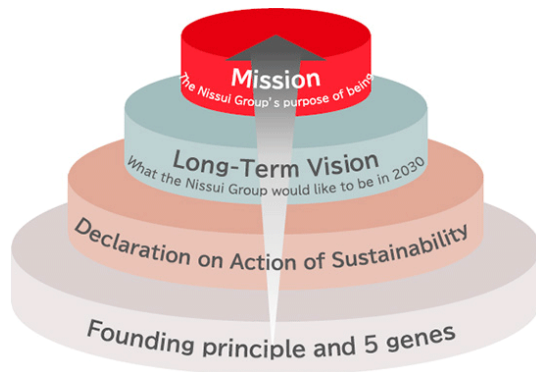 Mission
The Nissui Group's purpose of being
Long-Term Vision
What the Nissui Group would like to be in 2030
Declaration on Action of Sustainability
Founding principle and 5 genes